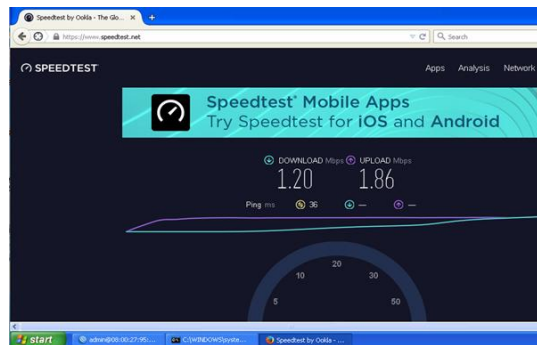 Speedtest by Ookla - The Glo...
https://www.speedtest.net
Search
SPEEDTEST
Apps Analysis Network
Speedtest® Mobile Apps
Try Speedtest for iOS and Android
DOWNLOAD Mbps UPLOAD Mbps
1.20 1.86
Ping ms 36 — —
20
10 30
5 50
start admin@08:00:27:95:... C:\WINDOWS\syste... Speedtest by Ookla - ...